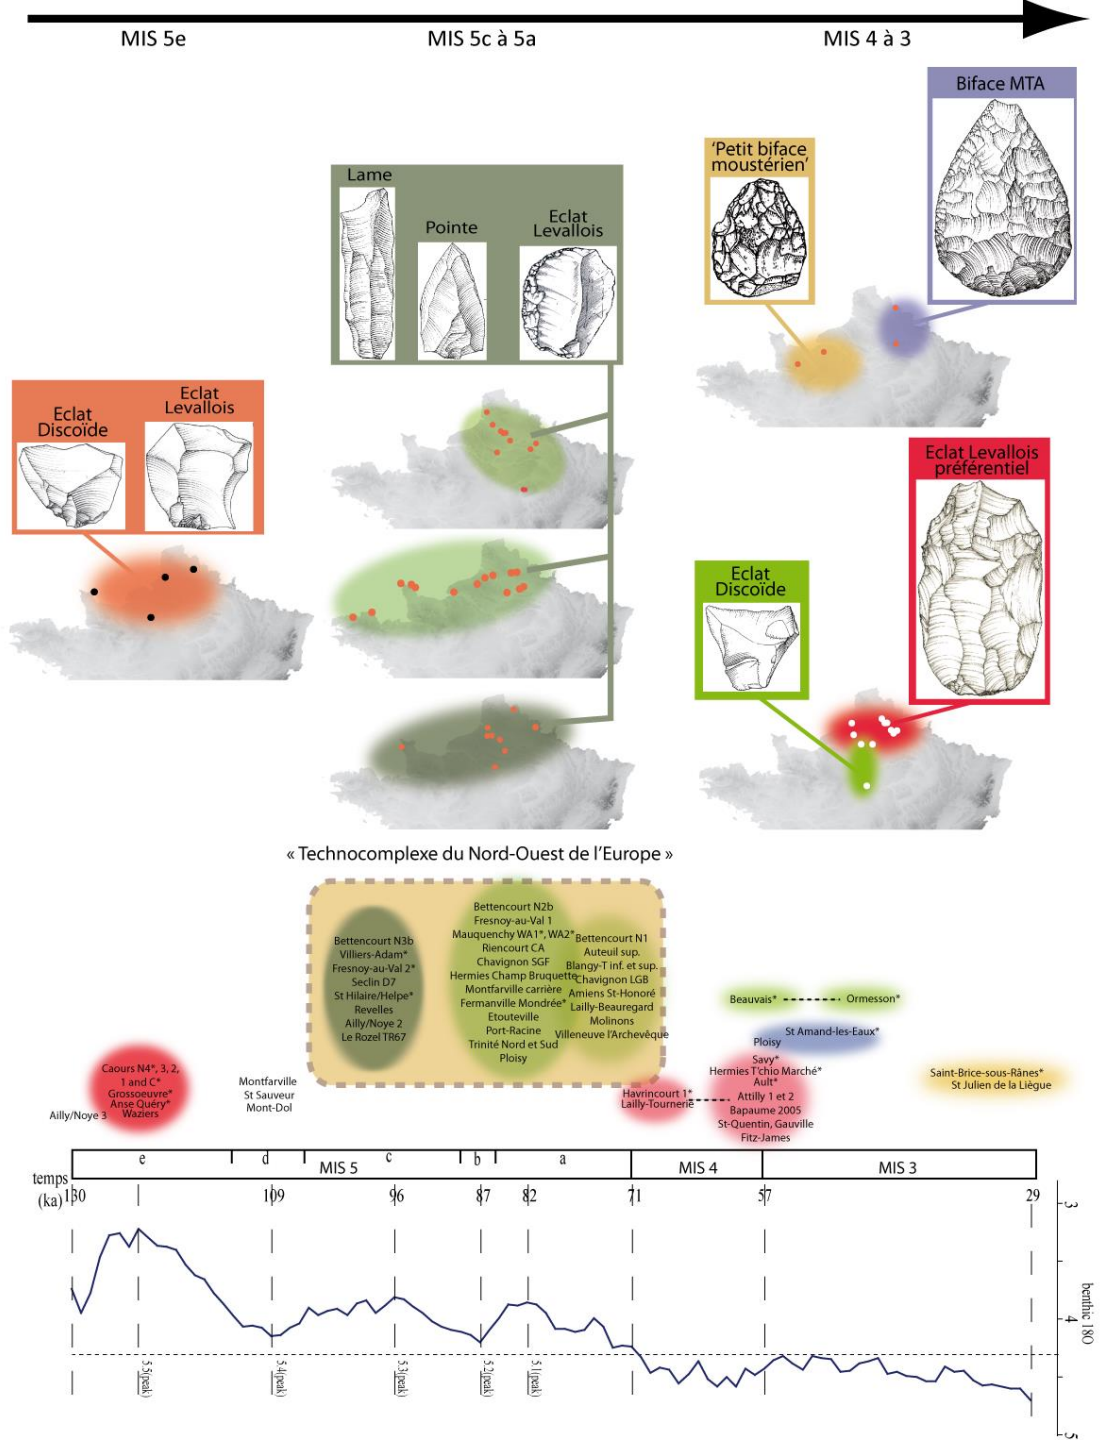 MIS 5e
MIS 5c à 5a
MIS 4 à 3
Biface MTA
'Petit biface
moustérien'
Lame
Pointe
Eclat
Levallois
Eclat
Discoïde
Eclat
Levallois
Eclat Levallois
préférentiel
Eclat
Discoïde
« Technocomplexe du Nord-Ouest de l'Europe »
Bettencourt N3b
Villiers-Adam*
Fresnoy-au-Val 2*
Seclin D7
St Hilaire/Helpe*
Revelles
Ailly/Noye 2
Le Rozel TR67
Bettencourt N2b
Fresnoy-au-Val 1
Mauquenchy WA1*, WA2*
Riencourt CA
Chavignon SGF
Hermies Champ Bruquette
Montfarville carrière
Fermanville Mondrée*
Etouteville
Port-Racine
Trinité Nord et Sud
Ploisy
Bettencourt N1
Auteuil sup.
Blangy-T inf. et sup.
Chavignon LGB
Amiens St-Honoré
Lailly-Beauregard
Molinons
Villeneuve l'Archevêque
Beauvais*
Ormesson*
St Amand-les-Eaux*
Ploisy
Savy*
Hermies T'chio Marché*
Ault*
Attilly 1 et 2
Bapaume 2005
St-Quentin, Gauville
Fitz-James
Saint-Brice-sous-Rânes*
St Julien de la Liègue
Havrincourt 1*
Lailly-Tournerie
Caours N4*, 3, 2,
1 and C*
Grossoeuvre*
Anse Quéry*
Waziers
Ailly/Noye 3
Montfarville
St Sauveur
Mont-Dol
e
d
c
b
a
MIS 5
MIS 4
MIS 3
temps
(ka)
130
109
96
87
82
71
57
29
3
4
5
benthic 18O
5.5(peak)
5.4(peak)
5.3(peak)
5.2(peak)
5.1(peak)